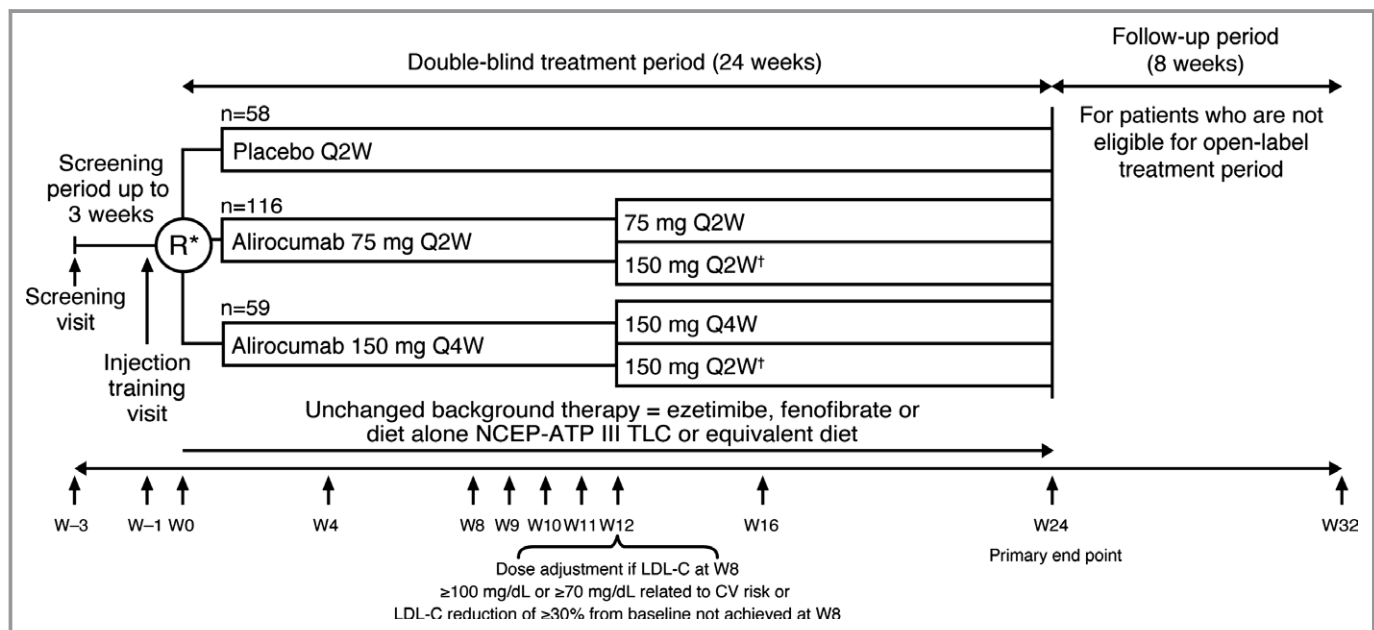 Double-blind treatment period (24 weeks)
Follow-up period
(8 weeks)
For patients who are not
eligible for open-label
treatment period
Screening
period up to
3 weeks
R*
Screening
visit
Injection
training
visit
n=58
Placebo Q2W
n=116
Alirocumab 75 mg Q2W
75 mg Q2W
150 mg Q2W†
n=59
Alirocumab 150 mg Q4W
150 mg Q4W
150 mg Q2W†
Unchanged background therapy = ezetimibe, fenofibrate or
diet alone NCEP-ATP III TLC or equivalent diet
W–3 W–1 W0 W4 W8 W9 W10 W11 W12 W16 W24 W32
Primary end point
Dose adjustment if LDL-C at W8
≥100 mg/dL or ≥70 mg/dL related to CV risk or
LDL-C reduction of ≥30% from baseline not achieved at W8